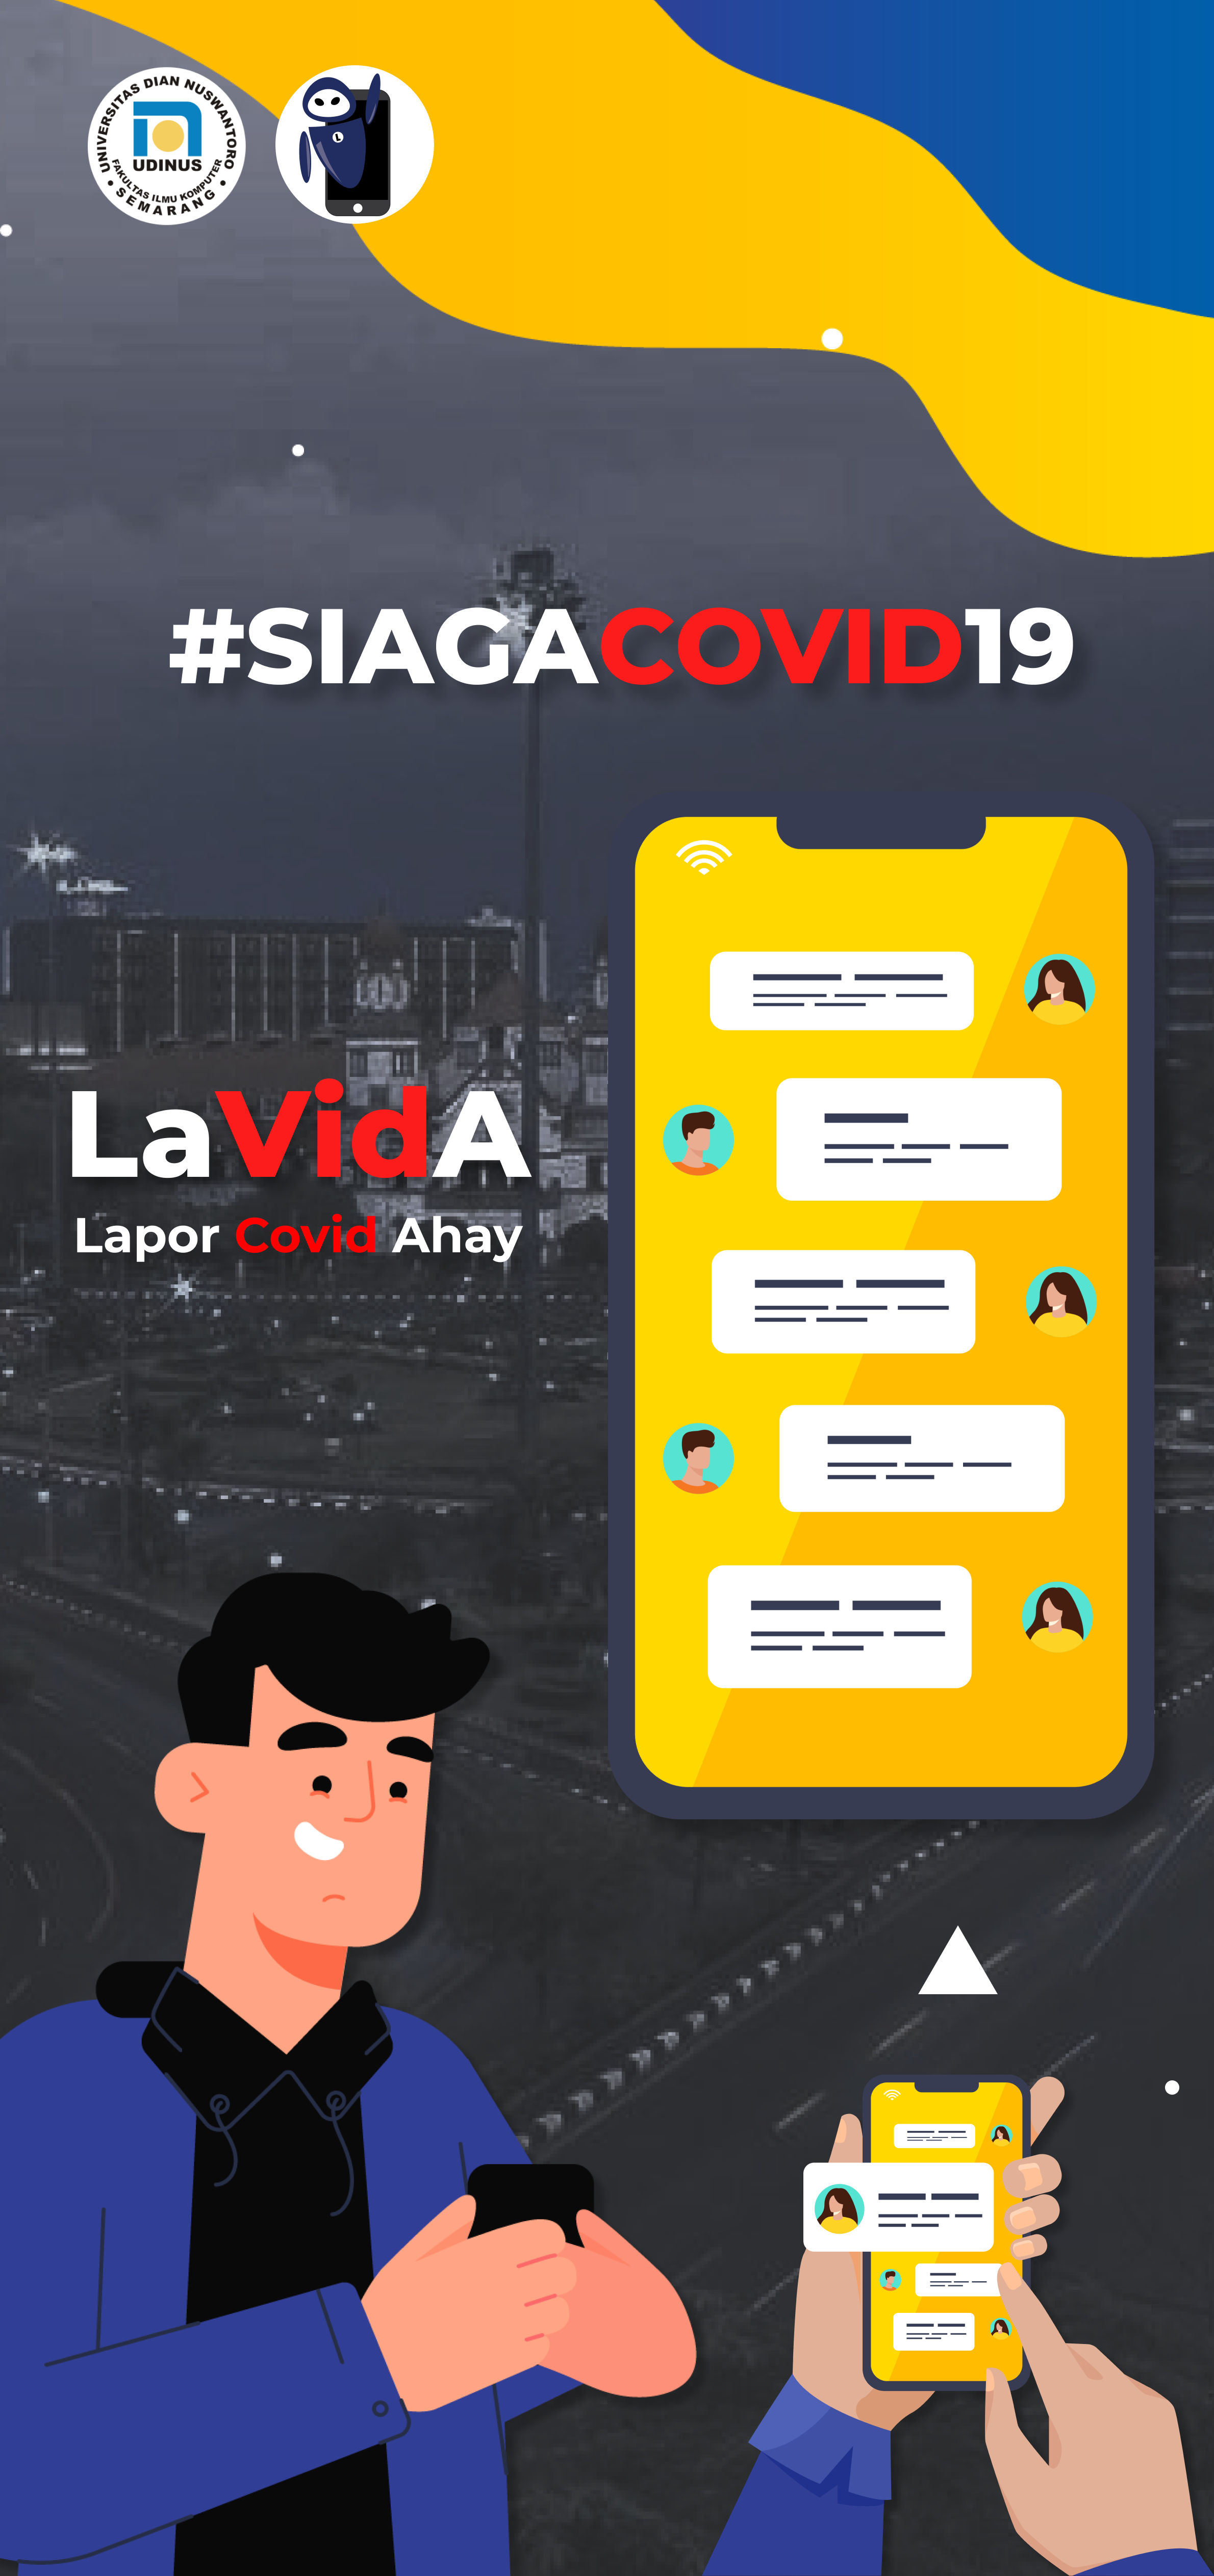 UNIVERSITAS DIAN NUSWANTORO
UDINUS
FAKULTAS ILMU KOMPUTER
• SEMARANG •
L
#SIAGACOVID19
LaVidA
Lapor Covid Ahay